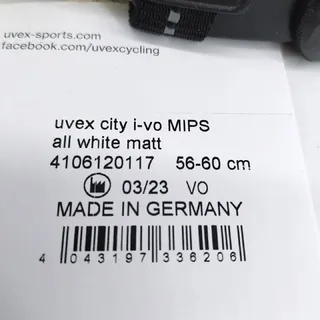 uvex-sports.com
facebook.com/uvexcycling
uvex city i-vo MIPS
all white matt
4106120117 56-60 cm
03/23 VO
MADE IN GERMANY
4 043197 336206